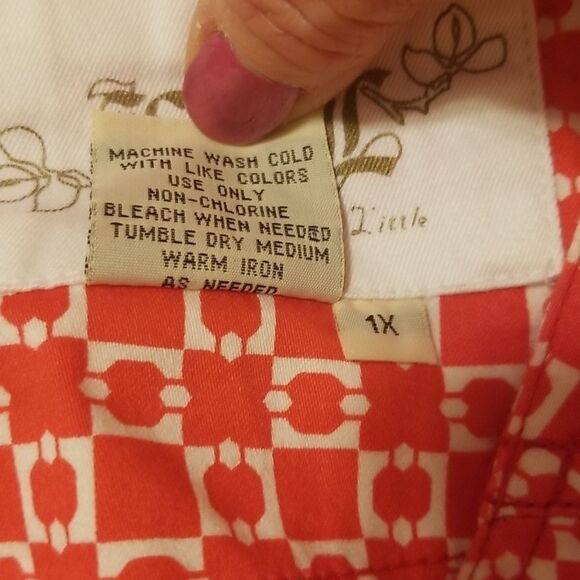 MACHINE WASH COLD
WITH LIKE COLORS
USE ONLY
NON-CHLORINE
BLEACH WHEN NEEDED
TUMBLE DRY MEDIUM
WARM IRON
AS NEEDED
Little
1X